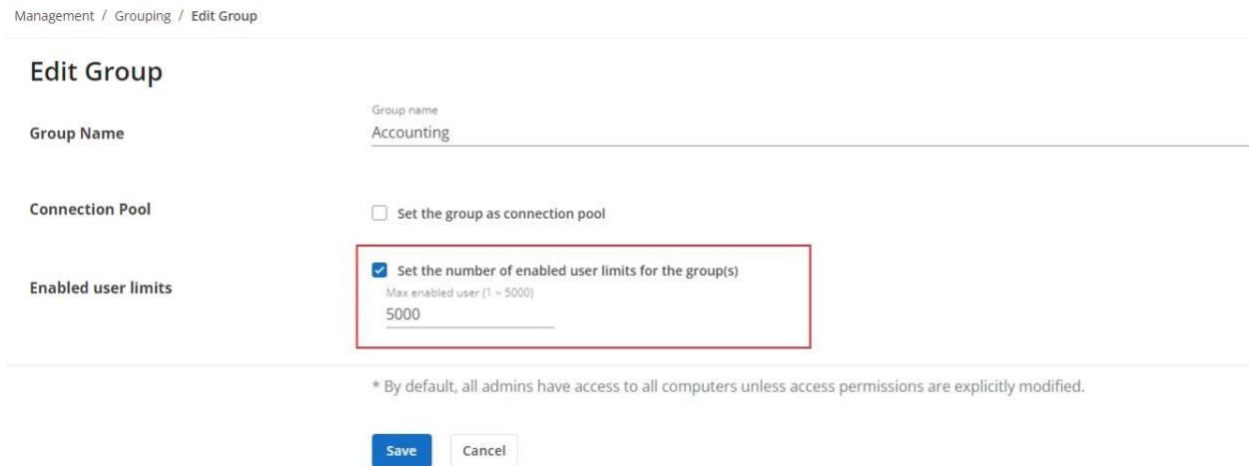 Management / Grouping / Edit Group
Edit Group
Group name
Group Name
Accounting
Connection Pool
Set the group as connection pool
Set the number of enabled user limits for the group(s)
Enabled user limits
Max enabled user (1 ~ 5000)
5000
* By default, all admins have access to all computers unless access permissions are explicitly modified.
Save Cancel